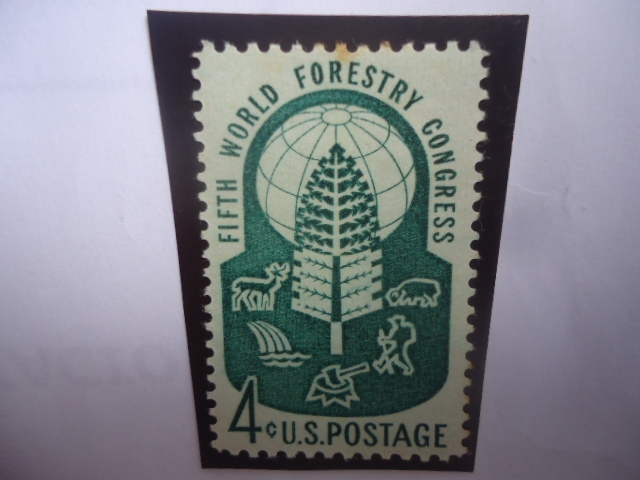 FIFTH WORLD FORESTRY CONGRESS
4¢ U.S.POSTAGE